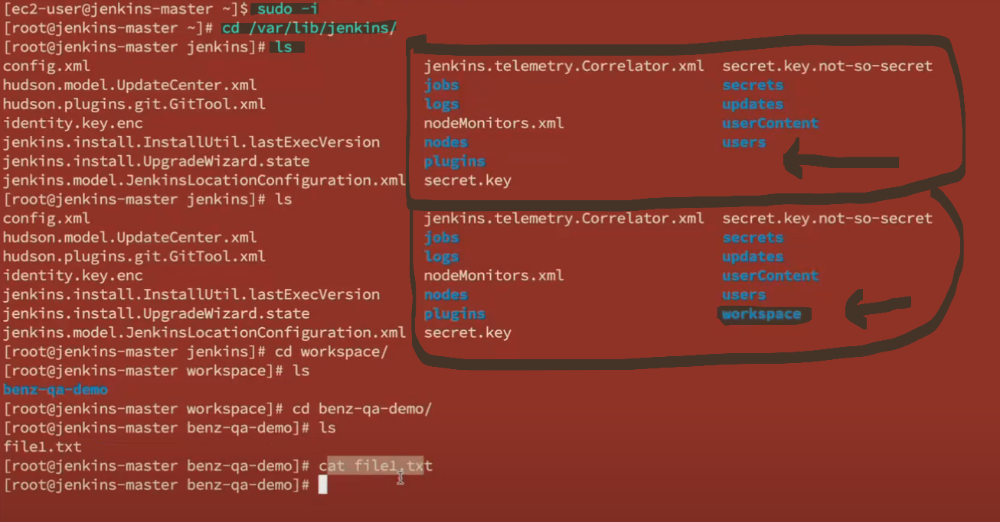 [ec2-user@jenkins-master ~]$ sudo -i
[root@jenkins-master ~]# cd /var/lib/jenkins/
[root@jenkins-master jenkins]# ls
config.xml jenkins.telemetry.Correlator.xml secret.key.not-so-secret
hudson.model.UpdateCenter.xml jobs secrets
hudson.plugins.git.GitTool.xml logs updates
identity.key.enc nodeMonitors.xml userContent
jenkins.install.InstallUtil.lastExecVersion nodes users
jenkins.install.UpgradeWizard.state plugins
jenkins.model.JenkinsLocationConfiguration.xml secret.key
[root@jenkins-master jenkins]# ls
config.xml jenkins.telemetry.Correlator.xml secret.key.not-so-secret
hudson.model.UpdateCenter.xml jobs secrets
hudson.plugins.git.GitTool.xml logs updates
identity.key.enc nodeMonitors.xml userContent
jenkins.install.InstallUtil.lastExecVersion nodes users
jenkins.install.UpgradeWizard.state plugins workspace
jenkins.model.JenkinsLocationConfiguration.xml secret.key
[root@jenkins-master jenkins]# cd workspace/
[root@jenkins-master workspace]# ls
benz-qa-demo
[root@jenkins-master workspace]# cd benz-qa-demo/
[root@jenkins-master benz-qa-demo]# ls
file1.txt
[root@jenkins-master benz-qa-demo]# cat file1.txt
[root@jenkins-master benz-qa-demo]#